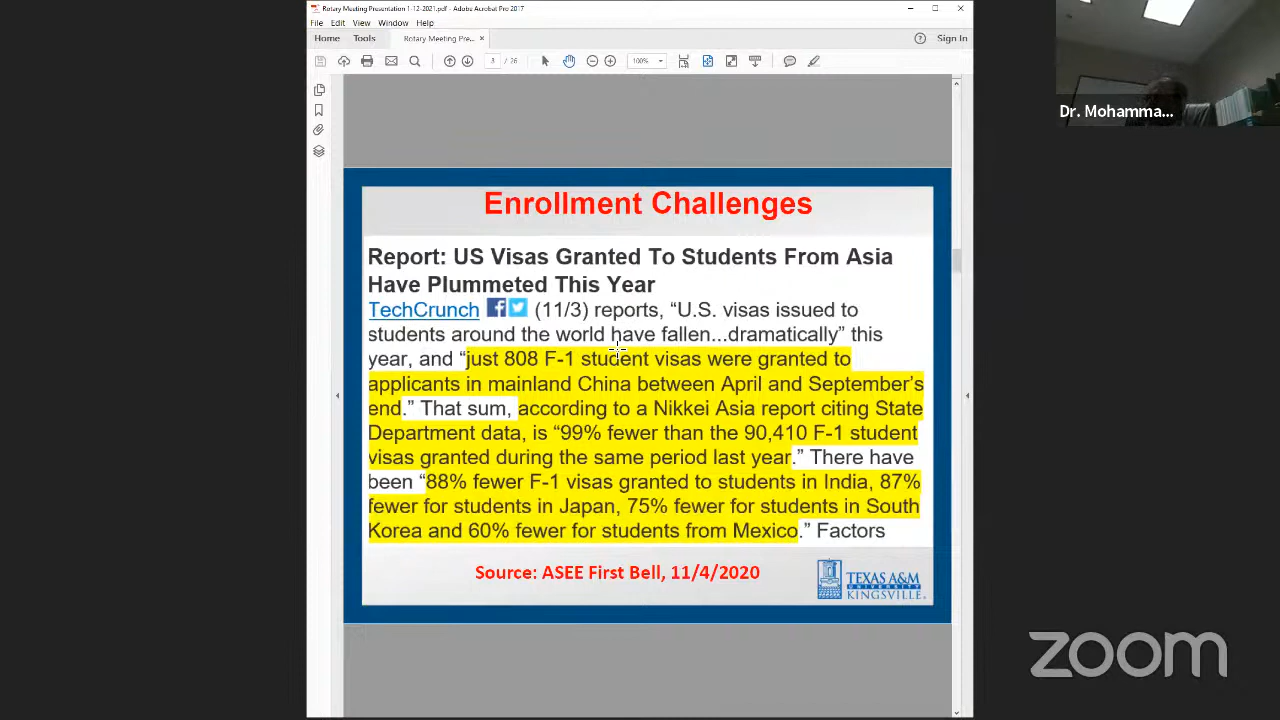 Rotary Meeting Presentation 1-12-2021.pdf - Adobe Acrobat Pro 2017
File Edit View Window Help
Home Tools Rotary Meeting Pre... × Sign In
3 / 26 100%
Dr. Mohamma...
Enrollment Challenges
Report: US Visas Granted To Students From Asia
Have Plummeted This Year
TechCrunch (11/3) reports, “U.S. visas issued to
students around the world have fallen...dramatically” this
year, and “just 808 F-1 student visas were granted to
applicants in mainland China between April and September’s
end.” That sum, according to a Nikkei Asia report citing State
Department data, is “99% fewer than the 90,410 F-1 student
visas granted during the same period last year.” There have
been “88% fewer F-1 visas granted to students in India, 87%
fewer for students in Japan, 75% fewer for students in South
Korea and 60% fewer for students from Mexico.” Factors
Source: ASEE First Bell, 11/4/2020
TEXAS A&M
UNIVERSITY
KINGSVILLE
zoom